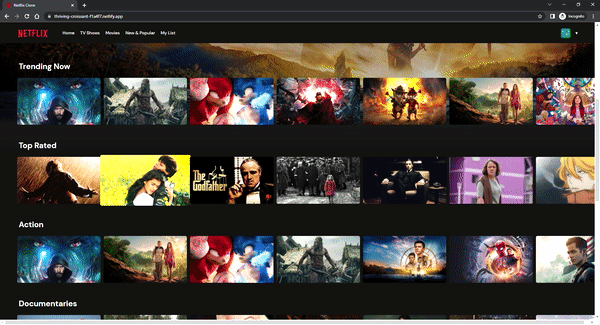 Netflix Clone
thriving-croissant-f1a4f7.netlify.app
Incognito
NETFLIX
Home TV Shows Movies New & Popular My List
Trending Now
Top Rated
The Godfather
Action
Documentaries